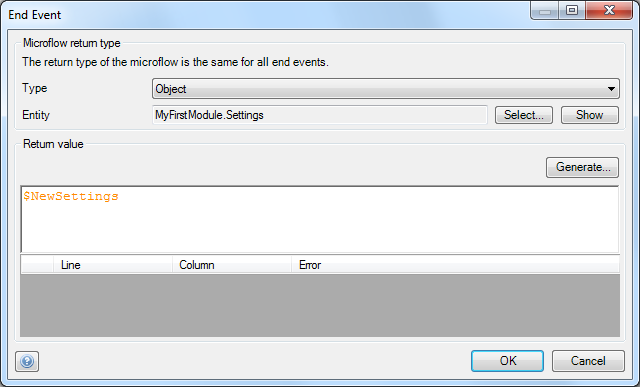 End Event
Microflow return type
The return type of the microflow is the same for all end events.
Type Object
Entity MyFirstModule.Settings Select... Show
Return value
Generate...
$NewSettings
Line Column Error
OK Cancel